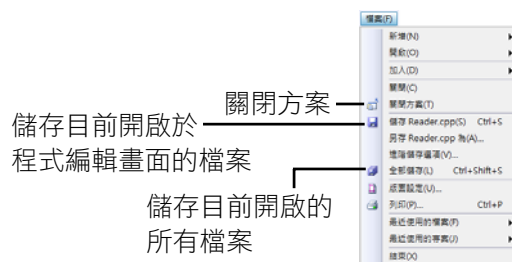 檔案(F)
新增(N)
開啟(O)
加入(D)
關閉(C)
關閉方案(T)
儲存 Reader.cpp(S) Ctrl+S
另存 Reader.cpp 為(A)...
進階儲存選項(V)...
全部儲存(L) Ctrl+Shift+S
版面設定(U)...
列印(P)... Ctrl+P
最近使用的檔案(F)
最近使用的專案(J)
結束(X)
關閉方案
儲存目前開啟於
程式編輯畫面的檔案
儲存目前開啟的
所有檔案